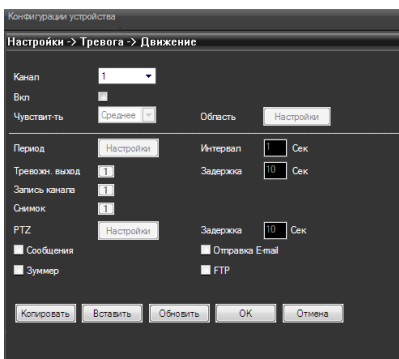 Конфигурации устройства
Настройки -> Тревога -> Движение
Канал 1
Вкл
Чувствит-ть Среднее Область Настройки
Период Настройки Интервал 1 Сек
Тревожн. выход 1 Задержка 10 Сек
Запись канала 1
Снимок 1
PTZ Настройки Задержка 10 Сек
Сообщения Отправка E-mail
Зуммер FTP
Копировать Вставить Обновить OK Отмена